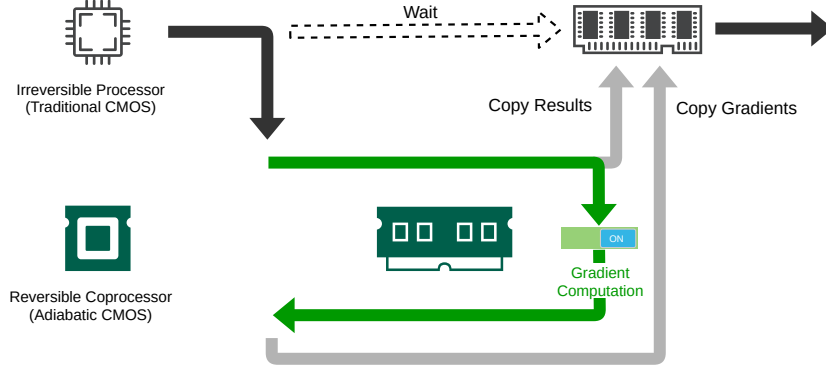 Wait
Irreversible Processor
(Traditional CMOS)
Copy Results
Copy Gradients
ON
Gradient
Computation
Reversible Coprocessor
(Adiabatic CMOS)